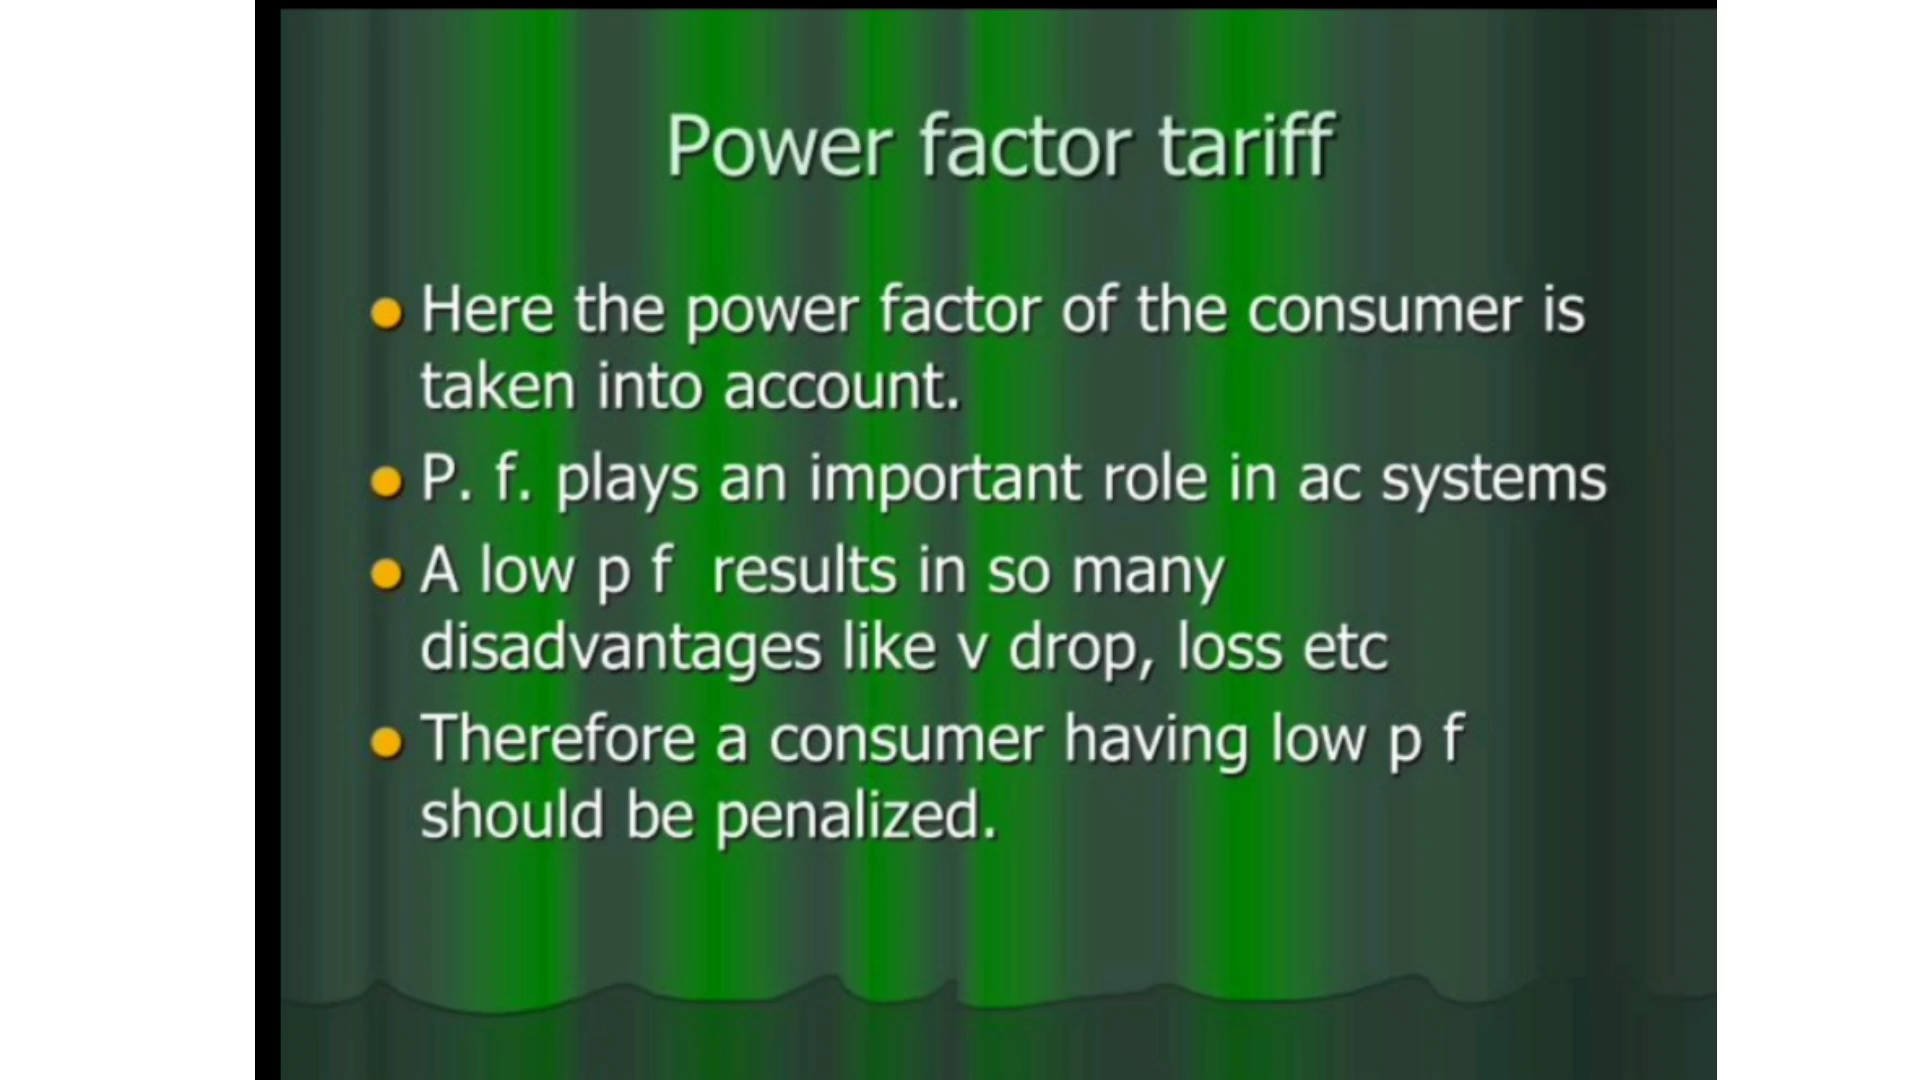 Power factor tariff
Here the power factor of the consumer is
taken into account.
P. f. plays an important role in ac systems
A low p f results in so many
disadvantages like v drop, loss etc
Therefore a consumer having low p f
should be penalized.